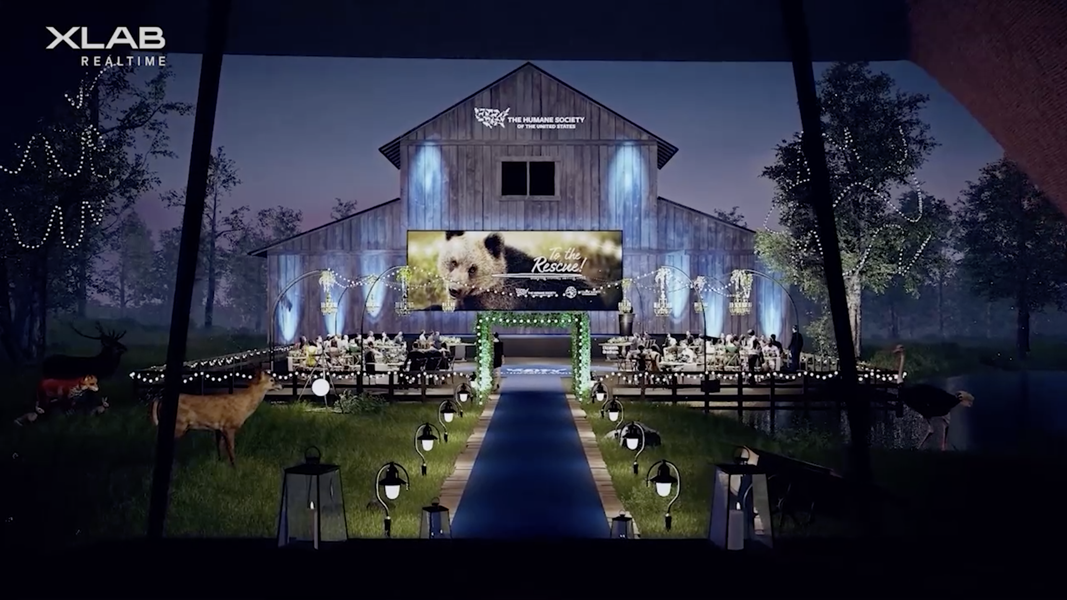 XLAB
REALTIME
THE HUMANE SOCIETY
OF THE UNITED STATES
To the
Rescue!